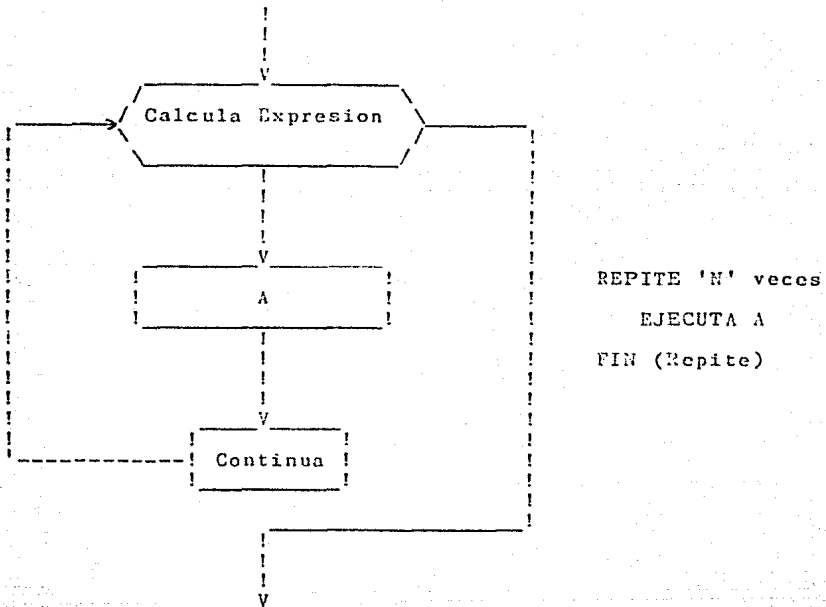 Calcula Expresion
A
Continua
REPITE 'N' veces
EJECUTA A
FIN (Repite)